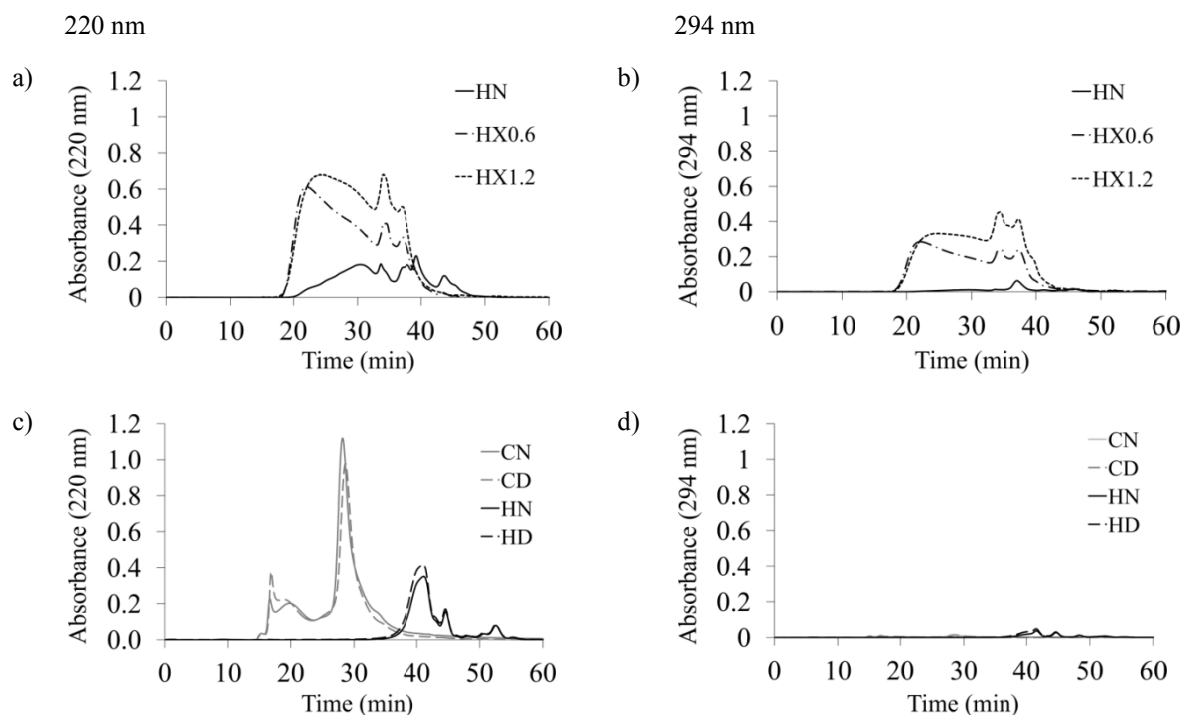 220 nm
294 nm
a)
Absorbance (220 nm)
1.2
1
0.8
0.6
0.4
0.2
0
0 10 20 30 40 50 60
Time (min)
HN
HX0.6
HX1.2
b)
Absorbance (294 nm)
1.2
1
0.8
0.6
0.4
0.2
0
0 10 20 30 40 50 60
Time (min)
HN
HX0.6
HX1.2
c)
Absorbance (220 nm)
1.2
1.0
0.8
0.6
0.4
0.2
0.0
0 10 20 30 40 50 60
Time (min)
CN
CD
HN
HD
d)
Absorbance (294 nm)
1.2
1
0.8
0.6
0.4
0.2
0
0 10 20 30 40 50 60
Time (min)
CN
CD
HN
HD